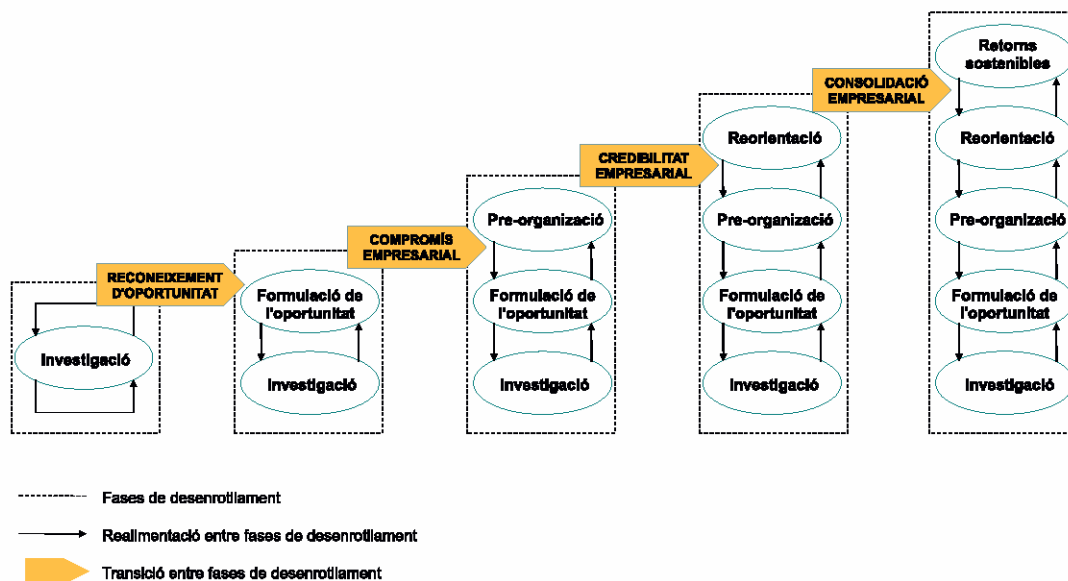 RECONEIXEMENT
D'OPORTUNITAT
Investigació
COMPROMÍS
EMPRESARIAL
Formulació de
l'oportunitat
Investigació
CREDIBILITAT
EMPRESARIAL
Pre-organizació
Formulació de
l'oportunitat
Investigació
CONSOLIDACIÓ
EMPRESARIAL
Reorientació
Pre-organizació
Formulació de
l'oportunitat
Investigació
Retorns
sostenibles
Reorientació
Pre-organizació
Formulació de
l'oportunitat
Investigació
Fases de desenrotllament
Realimentació entre fases de desenrotllament
Transició entre fases de desenrotllament